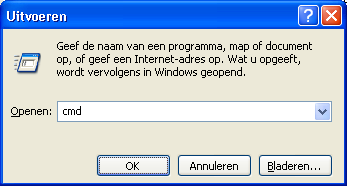 Uitvoeren
Geef de naam van een programma, map of document
op, of geef een Internet-adres op. Wat u opgeeft,
wordt vervolgens in Windows geopend.
Openen: cmd
OK Annuleren Bladeren...